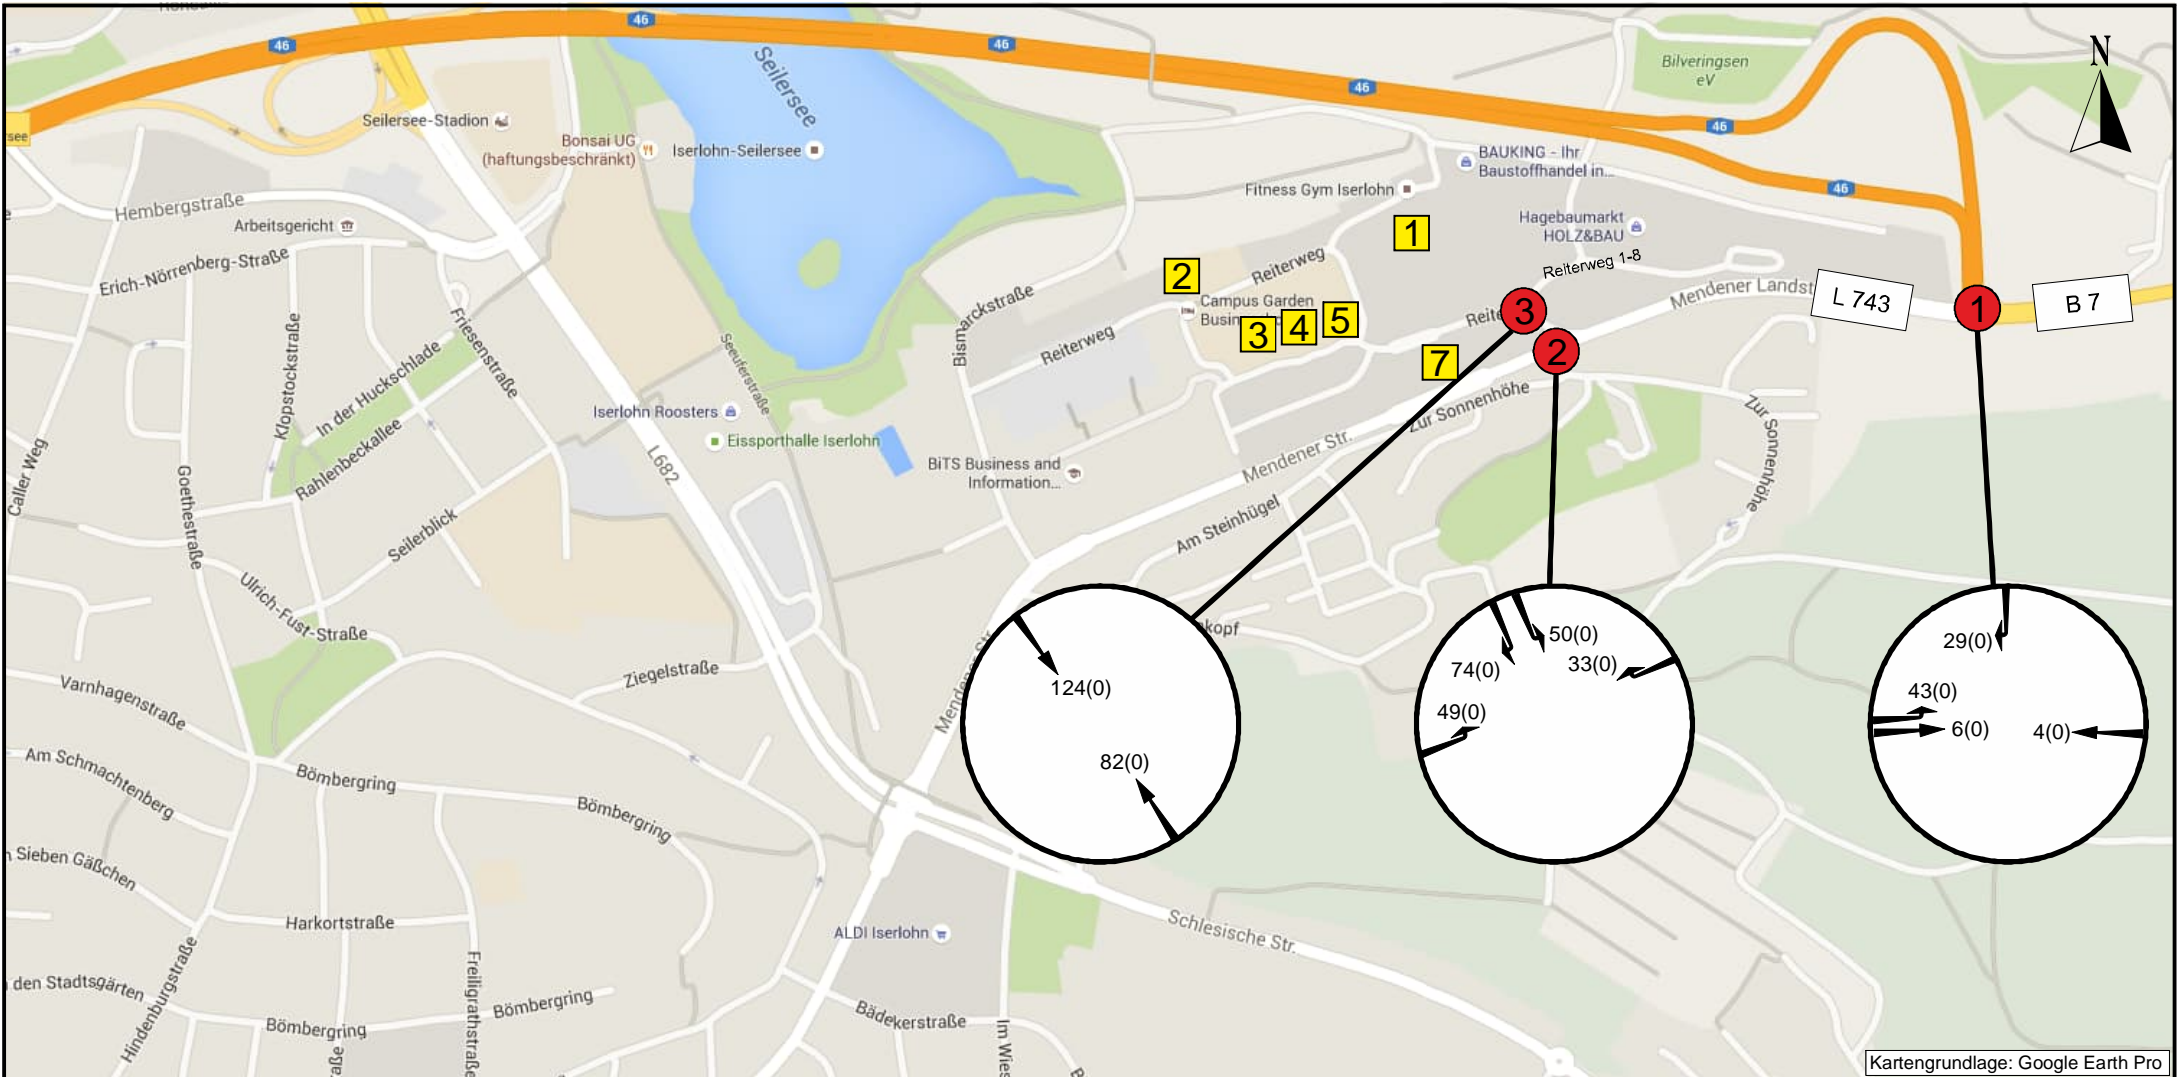 46
46
46
46
46
46
N
Seilersee
Bilveringsen
eV
see
Seilersee-Stadion
Bonsai UG
(haftungsbeschränkt)
Iserlohn-Seilersee
BAUKING - Ihr
Baustoffhandel in...
Fitness Gym Iserlohn
Hembergstraße
Arbeitsgericht
Hagebaumarkt
HOLZ&BAU
1
Erich-Nörrenberg-Straße
Reiterweg
Reiterweg 1-8
2
Campus Garden
3
4
5
Mendener Landst
L 743
1
B 7
3
2
7
Klopstockstraße
In der Huckschlade
Friesenstraße
Bismarckstraße
Reiterweg
Seeuferstraße
Iserlohn Roosters
Eissporthalle Iserlohn
Zur Sonnenhöhe
Zur Sonnenhöhe
Mendener Str.
Rahlenbeckallee
Caller Weg
Goethestraße
L682
BiTS Business and
Information...
Am Steinhügel
Seilerblick
Ulrich-Fust-Straße
Ziegelstraße
Mendener Str.
kopf
124(0)
82(0)
74(0)
50(0)
33(0)
49(0)
29(0)
43(0)
6(0)
4(0)
Varnhagenstraße
Am Schmachtenberg
Bömbergring
Bömbergring
Sieben Gäßchen
Harkortstraße
ALDI Iserlohn
Schlesische Str.
den Stadtsgärten
Hindenburgstraße
Freiligrathstraße
Bömbergring
Bömbergring
Bädekerstraße
Im Wies
aße
Kartengrundlage: Google Earth Pro